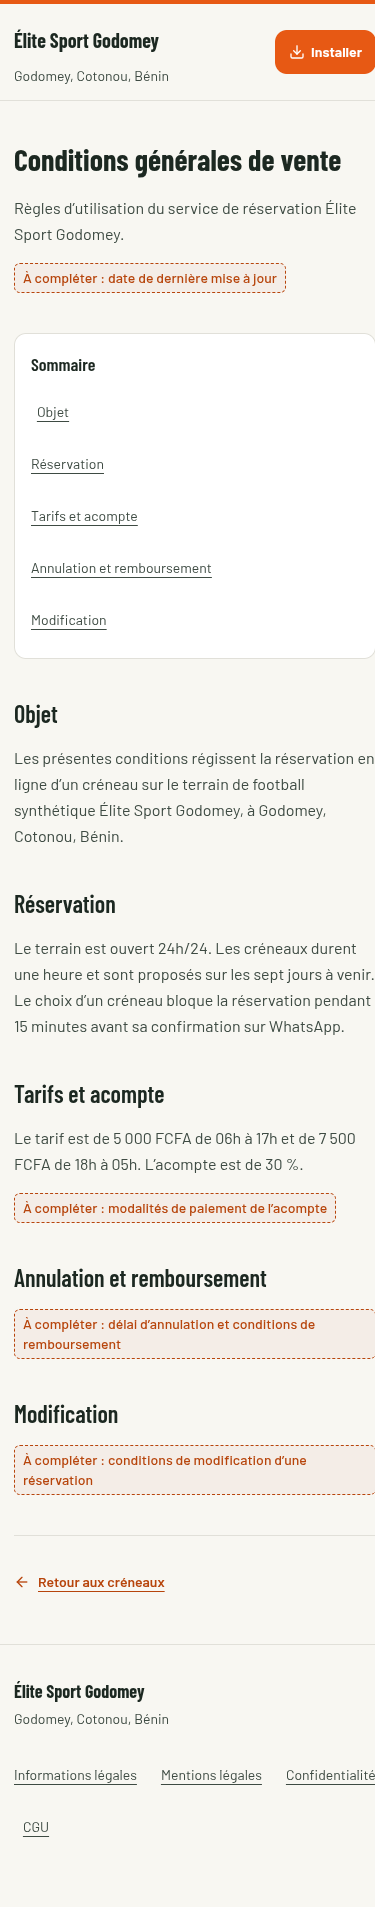 Élite Sport Godomey
Godomey, Cotonou, Bénin
Installer
Conditions générales de vente
Règles d’utilisation du service de réservation Élite
Sport Godomey.
À compléter : date de dernière mise à jour
Sommaire
Objet
Réservation
Tarifs et acompte
Annulation et remboursement
Modification
Objet
Les présentes conditions régissent la réservation en
ligne d’un créneau sur le terrain de football
synthétique Élite Sport Godomey, à Godomey,
Cotonou, Bénin.
Réservation
Le terrain est ouvert 24h/24. Les créneaux durent
une heure et sont proposés sur les sept jours à venir.
Le choix d’un créneau bloque la réservation pendant
15 minutes avant sa confirmation sur WhatsApp.
Tarifs et acompte
Le tarif est de 5 000 FCFA de 06h à 17h et de 7 500
FCFA de 18h à 05h. L’acompte est de 30 %.
À compléter : modalités de paiement de l’acompte
Annulation et remboursement
À compléter : délai d’annulation et conditions de
remboursement
Modification
À compléter : conditions de modification d’une
réservation
Retour aux créneaux
Élite Sport Godomey
Godomey, Cotonou, Bénin
Informations légales Mentions légales Confidentialité
CGU